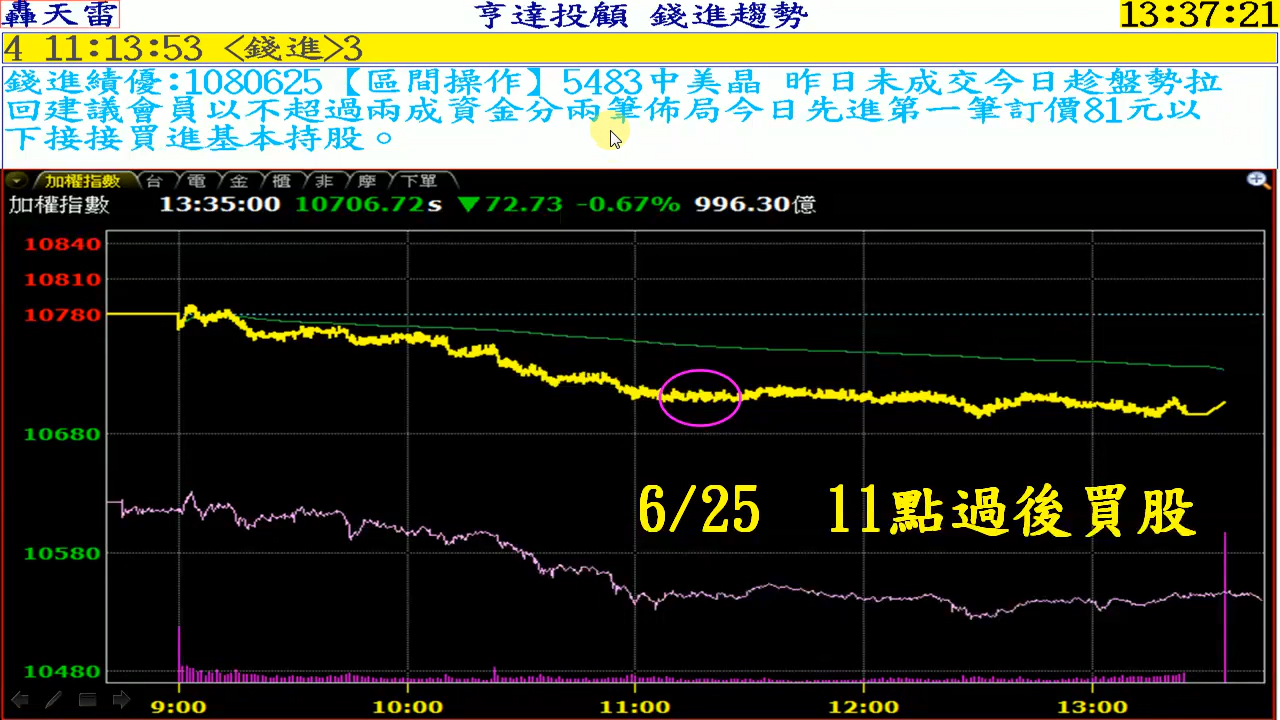 轟天雷 亨達投顧 錢進趨勢 13:37:21
4 11:13:53 <錢進>3
錢進績優:1080625【區間操作】5483中美晶 昨日未成交今日趁盤勢拉
回建議會員以不超過兩成資金分兩筆佈局今日先進第一筆訂價81元以
下接接買進基本持股。
加權指數 台 電 金 櫃 非 摩 下單
加權指數 13:35:00 10706.72s ▼72.73 -0.67% 996.30億
10840
10810
10780
10680
6/25 11點過後買股
10580
10480
9:00 10:00 11:00 12:00 13:00